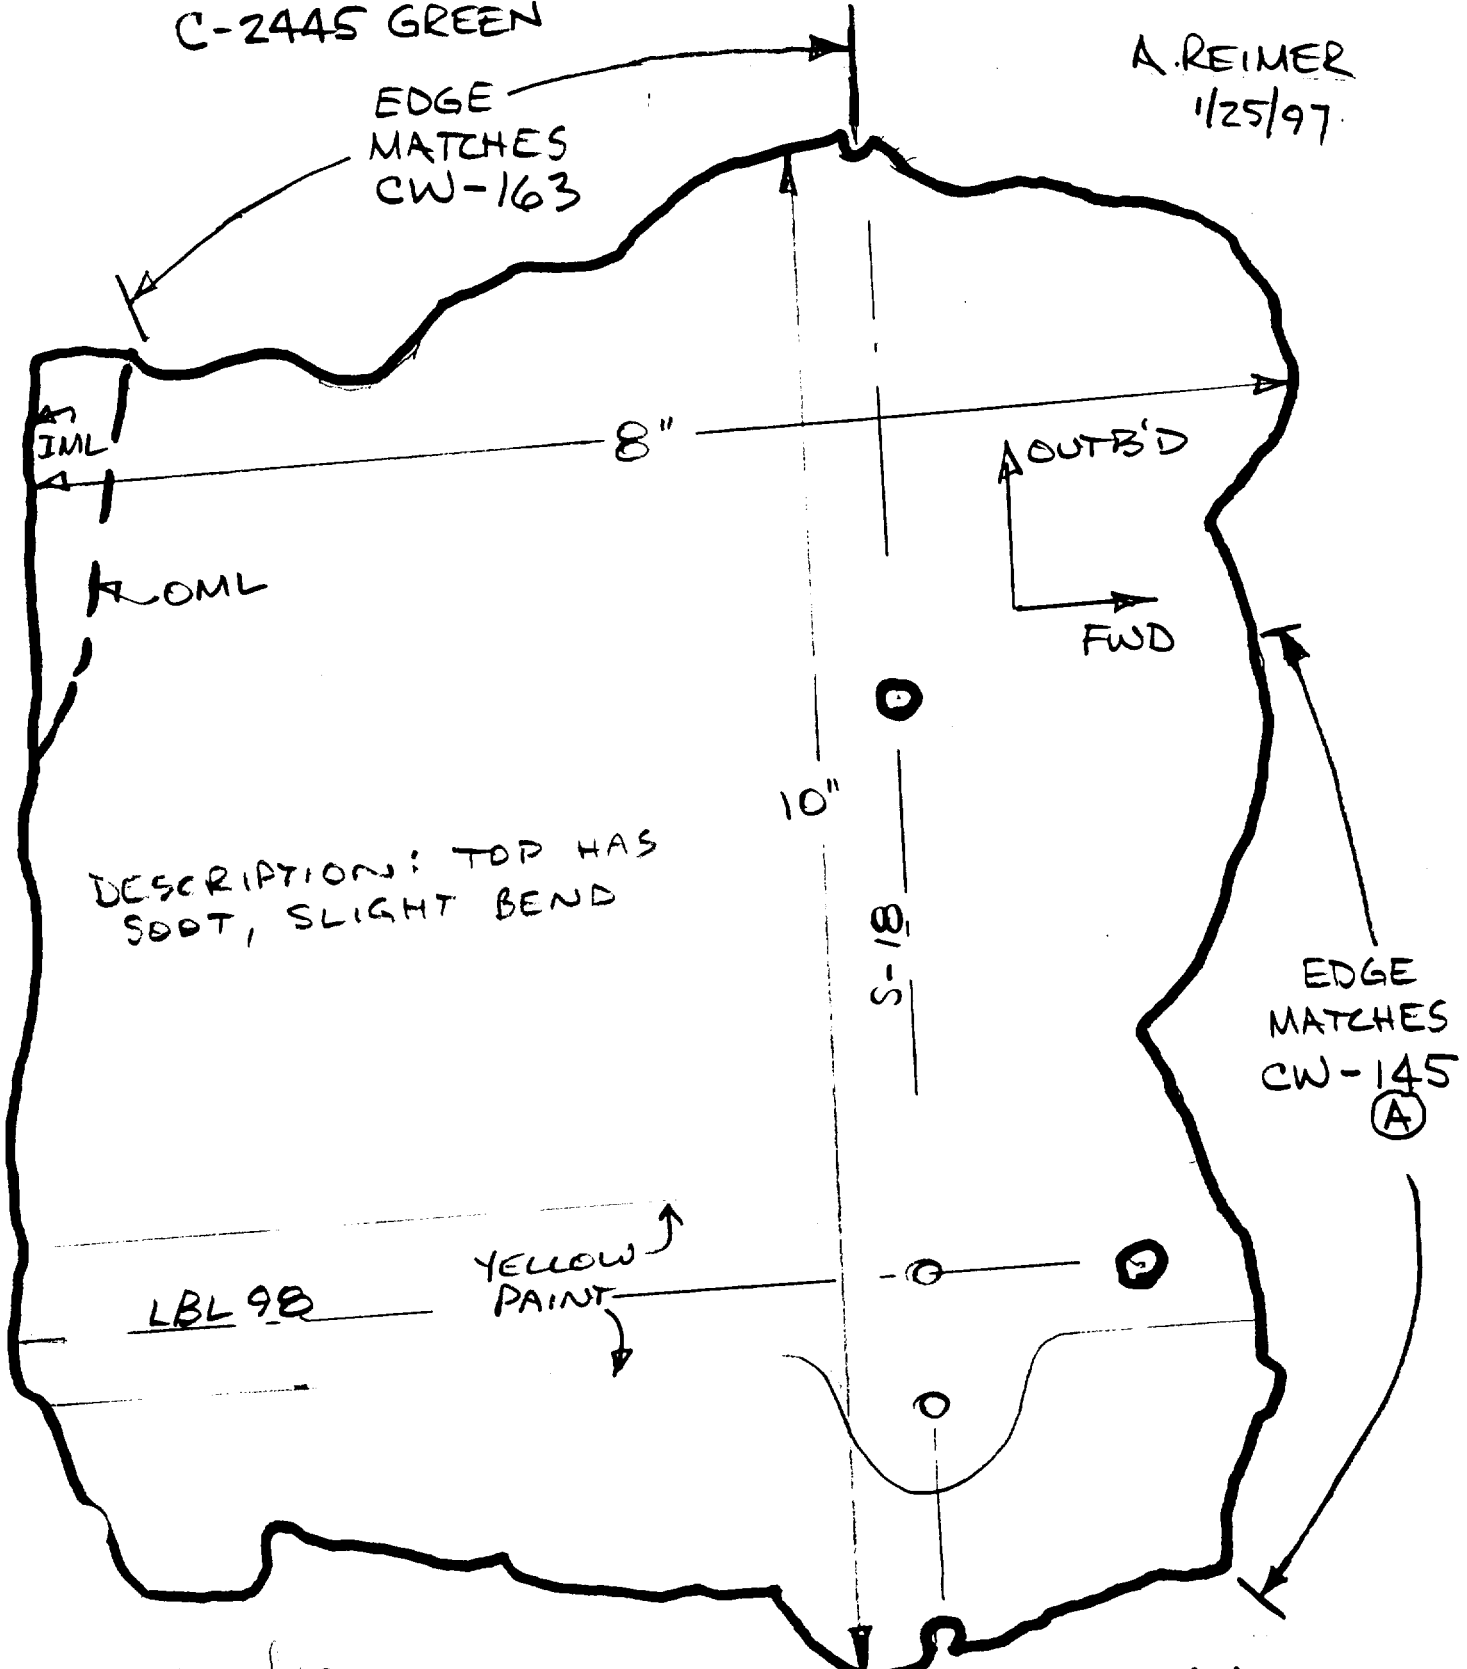 C-2445 GREEN
A. REIMER
1/25/97
EDGE
MATCHES
CW-163
IML
8"
OUTB'D
FWD
OML
10"
DESCRIPTION: TOP HAS
SOOT, SLIGHT BEND
S-18
EDGE
MATCHES
CW-145
A
YELLOW
PAINT
LBL 98